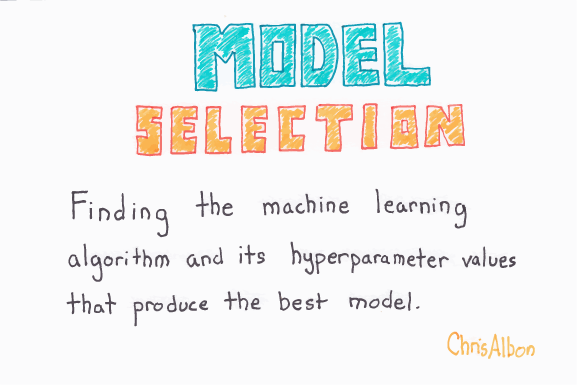 MODEL
SELECTION
Finding the machine learning
algorithm and its hyperparameter values
that produce the best model.
ChrisAlbon